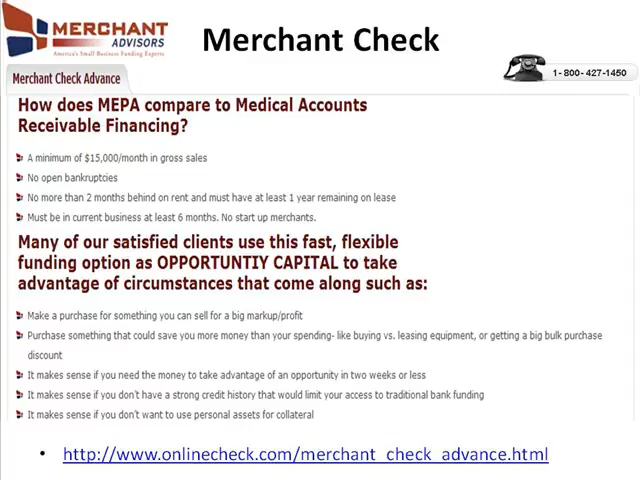 MERCHANT
ADVISORS
America's Small Business Funding Experts
Merchant Check
1- 800- 427-1450
Merchant Check Advance
How does MEPA compare to Medical Accounts
Receivable Financing?
A minimum of $15,000/month in gross sales
No open bankruptcies
No more than 2 months behind on rent and must have at least 1 year remaining on lease
Must be in current business at least 6 months. No start up merchants.
Many of our satisfied clients use this fast, flexible
funding option as OPPORTUNTIY CAPITAL to take
advantage of circumstances that come along such as:
Make a purchase for something you can sell for a big markup/profit
Purchase something that could save you more money than your spending- like buying vs. leasing equipment, or getting a big bulk purchase
discount
It makes sense if you need the money to take advantage of an opportunity in two weeks or less
It makes sense if you don't have a strong credit history that would limit your access to traditional bank funding
It makes sense if you don't want to use personal assets for collateral
• http://www.onlinecheck.com/merchant_check_advance.html